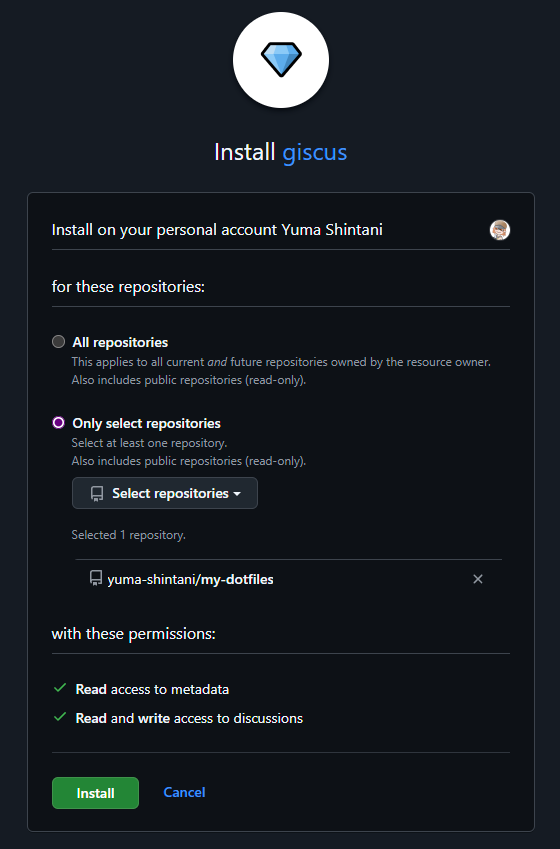 Install giscus
Install on your personal account Yuma Shintani
for these repositories:
All repositories
This applies to all current and future repositories owned by the resource owner.
Also includes public repositories (read-only).
Only select repositories
Select at least one repository.
Also includes public repositories (read-only).
Select repositories
Selected 1 repository.
yuma-shintani/my-dotfiles
with these permissions:
Read access to metadata
Read and write access to discussions
Install Cancel